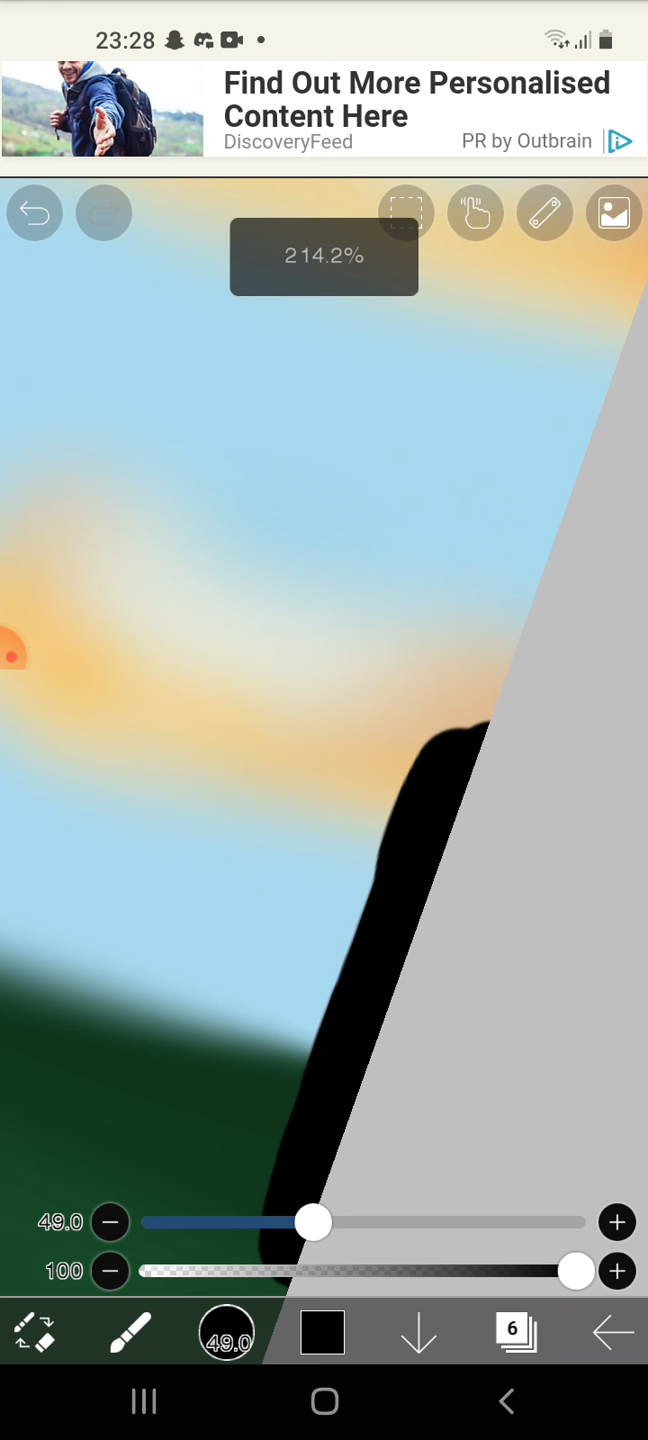 23:28
Find Out More Personalised
Content Here
DiscoveryFeed
PR by Outbrain
214.2%
49.0
100
49.0
6